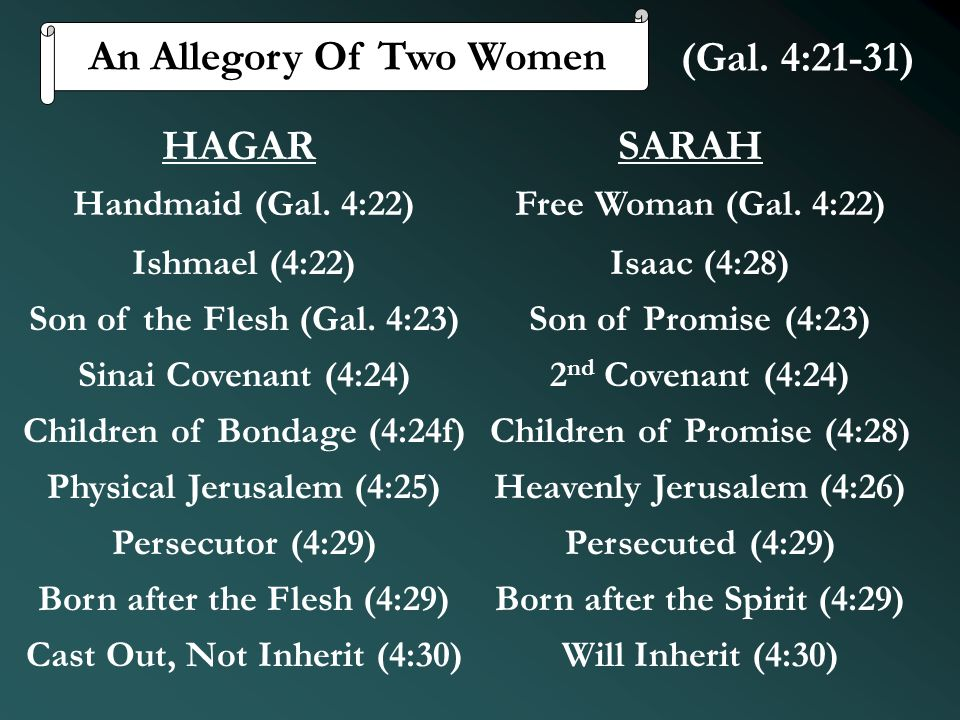 An Allegory Of Two Women (Gal. 4:21-31)
HAGAR SARAH
Handmaid (Gal. 4:22) Free Woman (Gal. 4:22)
Ishmael (4:22) Isaac (4:28)
Son of the Flesh (Gal. 4:23) Son of Promise (4:23)
Sinai Covenant (4:24) 2nd Covenant (4:24)
Children of Bondage (4:24f) Children of Promise (4:28)
Physical Jerusalem (4:25) Heavenly Jerusalem (4:26)
Persecutor (4:29) Persecuted (4:29)
Born after the Flesh (4:29) Born after the Spirit (4:29)
Cast Out, Not Inherit (4:30) Will Inherit (4:30)